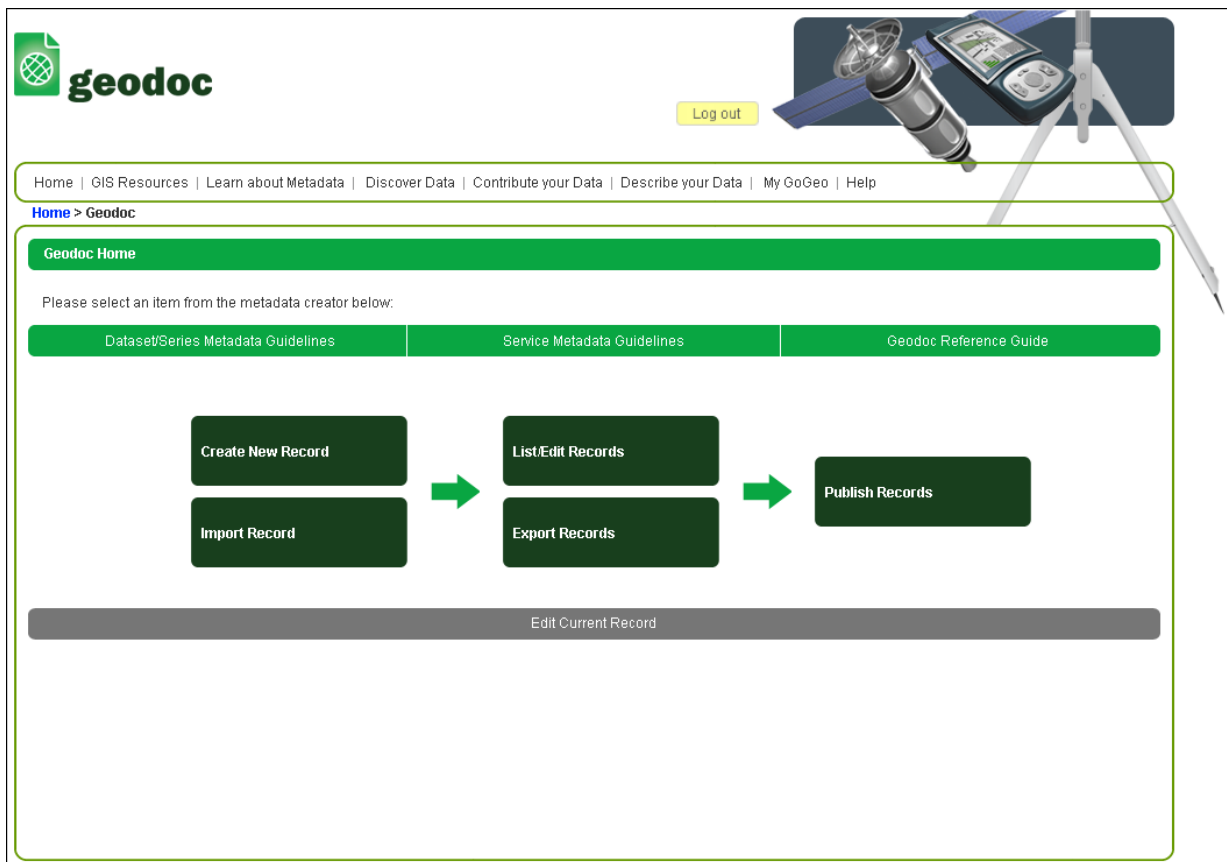 geodoc
Log out
Home | GIS Resources | Learn about Metadata | Discover Data | Contribute your Data | Describe your Data | My GoGeo | Help
Home > Geodoc
Geodoc Home
Please select an item from the metadata creator below:
Dataset/Series Metadata Guidelines
Service Metadata Guidelines
Geodoc Reference Guide
Create New Record
Import Record
List/Edit Records
Export Records
Publish Records
Edit Current Record